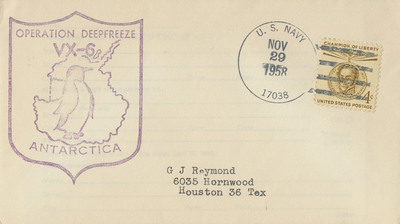 OPERATION DEEPFREEZE
VX-6
ANTARCTICA
U. S. NAVY
NOV
29
1958
17038
CHAMPION OF LIBERTY
4¢
UNITED STATES POSTAGE
G J Raymond
6035 Hornwood
Houston 36 Tex